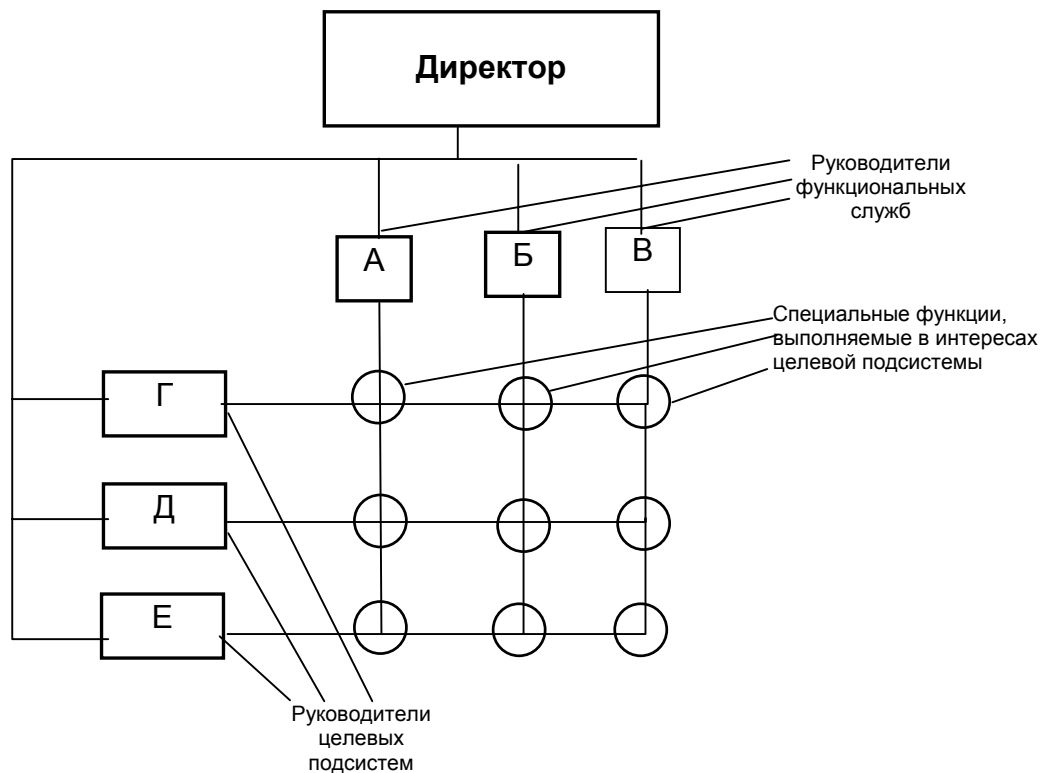 Директор
Руководители
функциональных
служб
А
Б
В
Специальные функции,
выполняемые в интересах
целевой подсистемы
Г
Д
Е
Руководители
целевых
подсистем